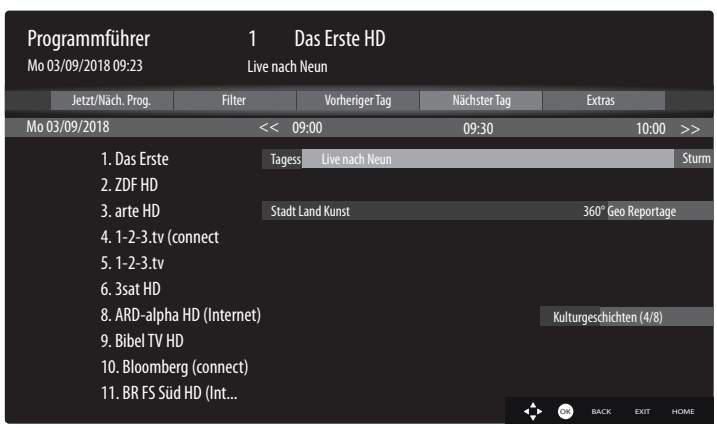 Programmführer 1 Das Erste HD
Mo 03/09/2018 09:23 Live nach Neun
Jetzt/Näch. Prog. Filter Vorheriger Tag Nächster Tag Extras
Mo 03/09/2018 << 09:00 09:30 10:00 >>
1. Das Erste Tagess Live nach Neun Sturm
2. ZDF HD
3. arte HD Stadt Land Kunst 360° Geo Reportage
4. 1-2-3.tv (connect
5. 1-2-3.tv
6. 3sat HD
8. ARD-alpha HD (Internet) Kulturgeschichten (4/8)
9. Bibel TV HD
10. Bloomberg (connect)
11. BR FS Süd HD (Int...
OK BACK EXIT HOME